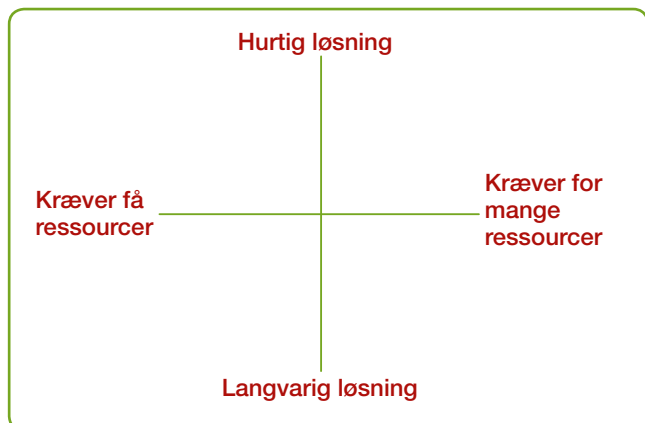 Hurtig løsning
Kræver få
ressourcer
Kræver for
mange
ressourcer
Langvarig løsning